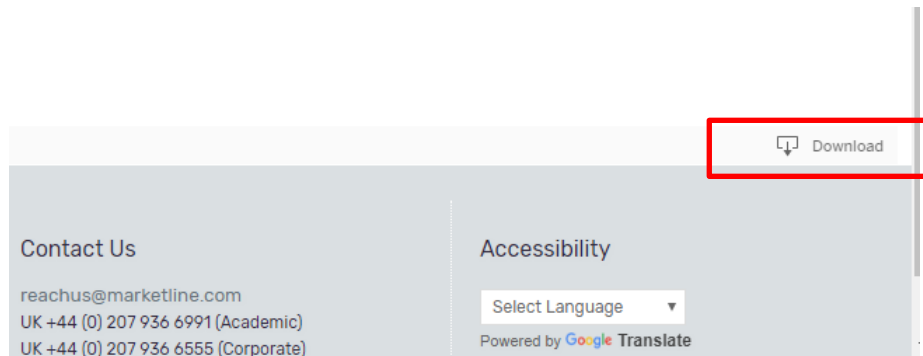 Download
Contact Us
reachus@marketline.com
UK +44 (0) 207 936 6991 (Academic)
UK +44 (0) 207 936 6555 (Corporate)
Accessibility
Select Language
Powered by Google Translate